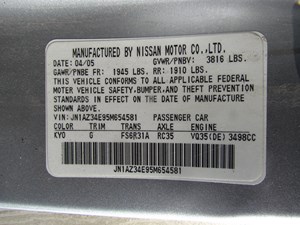 MANUFACTURED BY NISSAN MOTOR CO.,LTD.
DATE: 04/05 GVWR/PNBV: 3816 LBS.
GAWR/PNBE FR: 1945 LBS. RR: 1910 LBS.
THIS VEHICLE CONFORMS TO ALL APPLICABLE FEDERAL
MOTOR VEHICLE SAFETY, BUMPER, AND THEFT PREVENTION
STANDARDS IN EFFECT ON THE DATE OF MANUFACTURE
SHOWN ABOVE.
VIN: JN1AZ34E95M654581 PASSENGER CAR
COLOR TRIM TRANS AXLE ENGINE
KY0 G FS6R31A RC35 VQ35(DE) 3498CC
JN1AZ34E95M654581